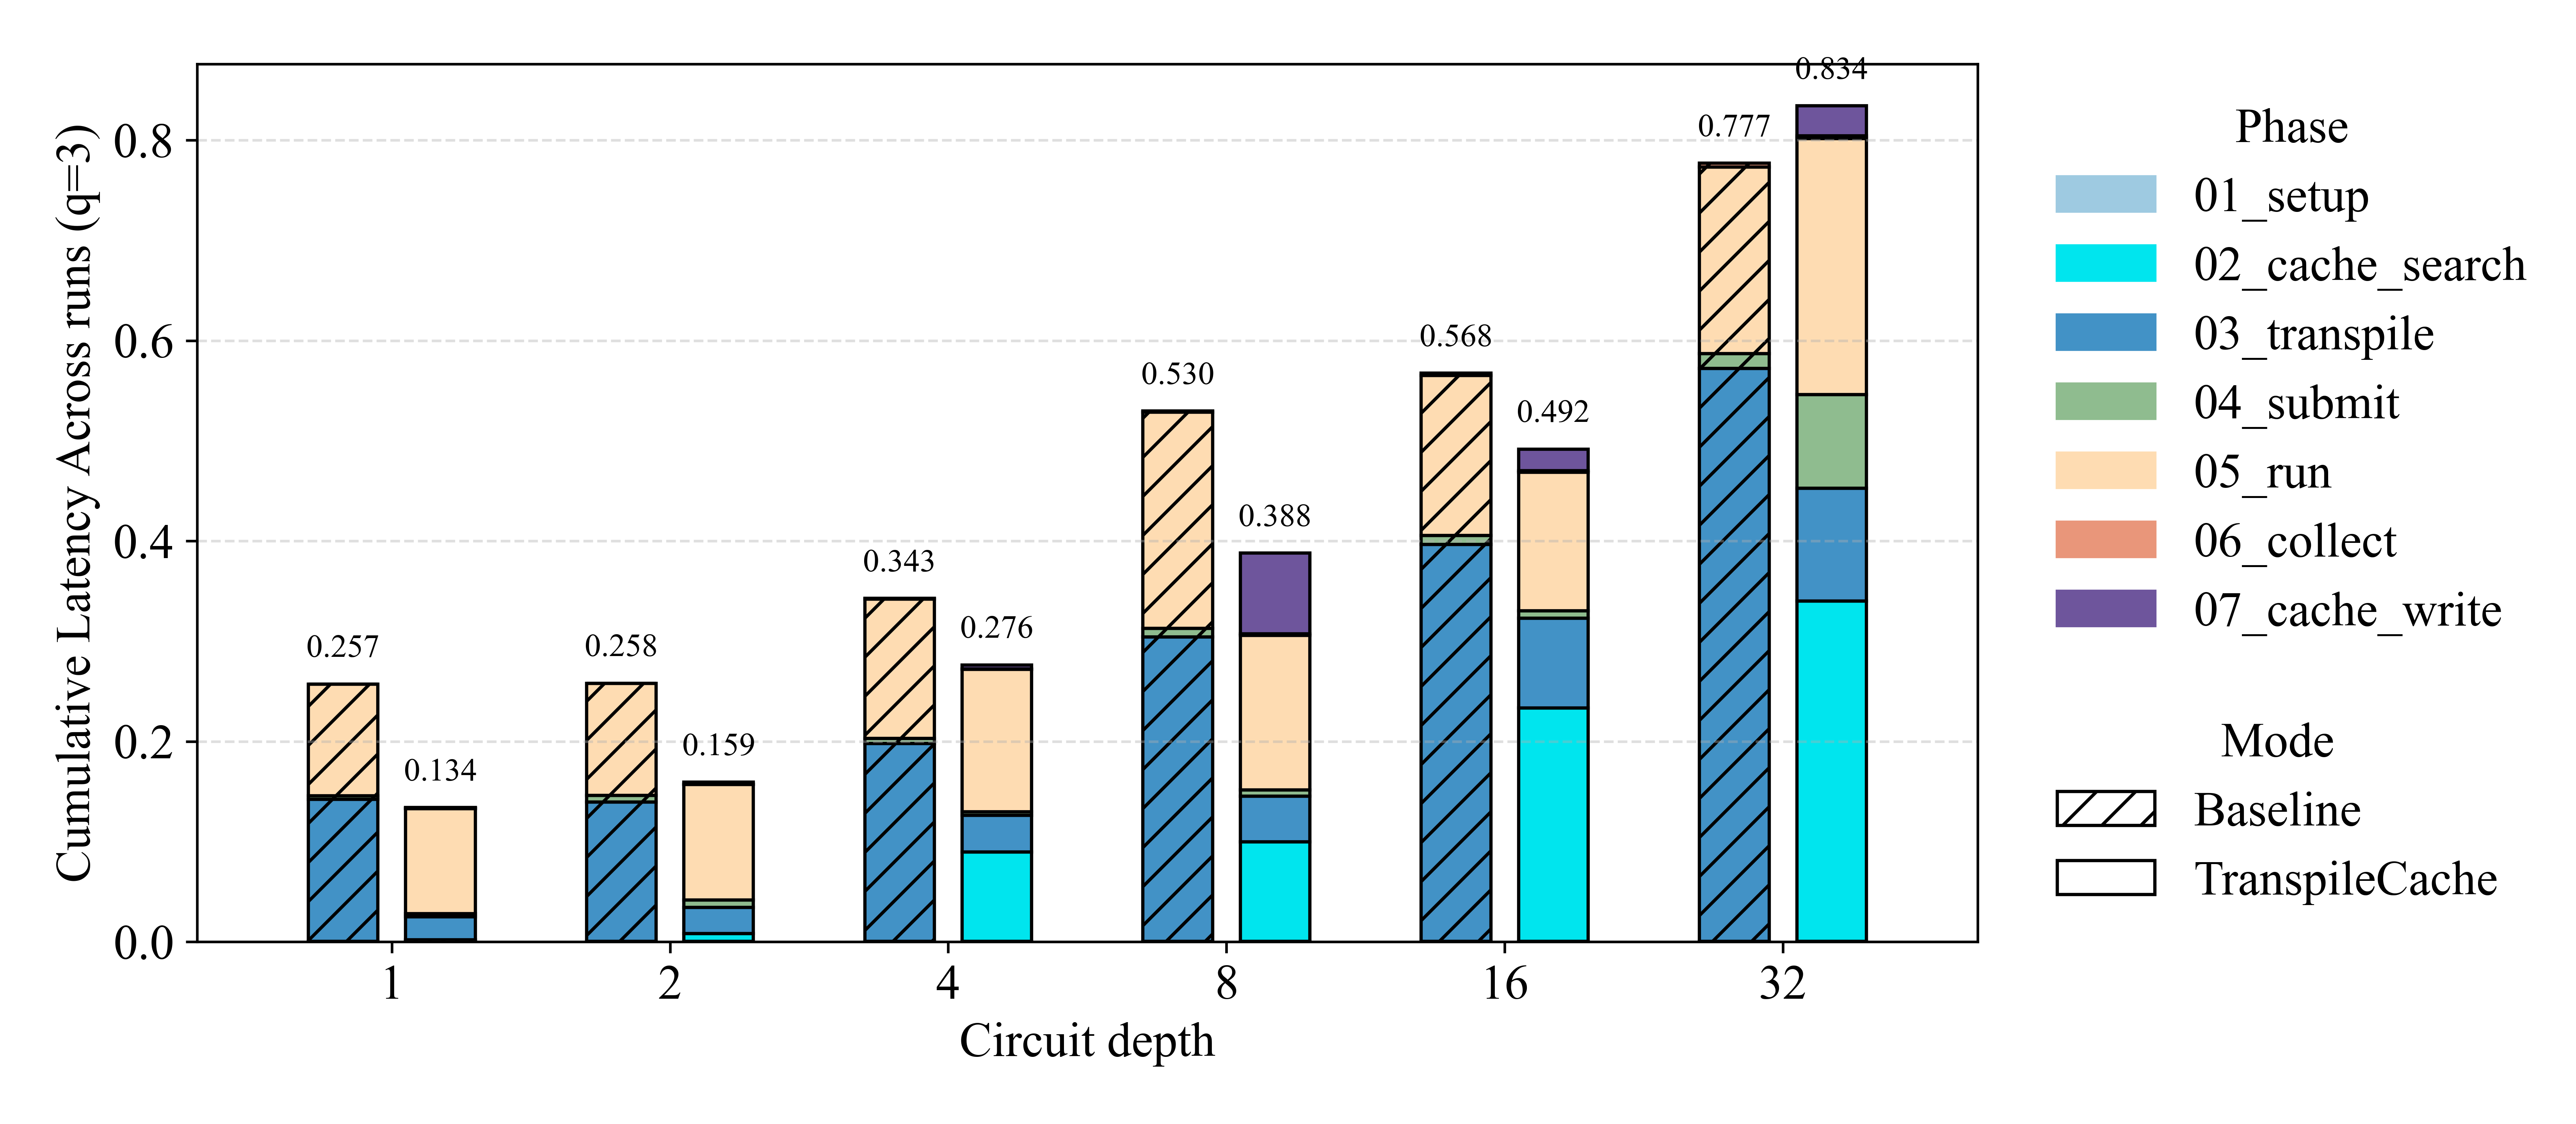 Cumulative Latency Across runs (q=3)
0.8
0.6
0.4
0.2
0.0
0.257
0.134
0.258
0.159
0.343
0.276
0.530
0.388
0.568
0.492
0.777
0.834
1
2
4
8
16
32
Circuit depth
Phase
01_setup
02_cache_search
03_transpile
04_submit
05_run
06_collect
07_cache_write
Mode
Baseline
TranspileCache